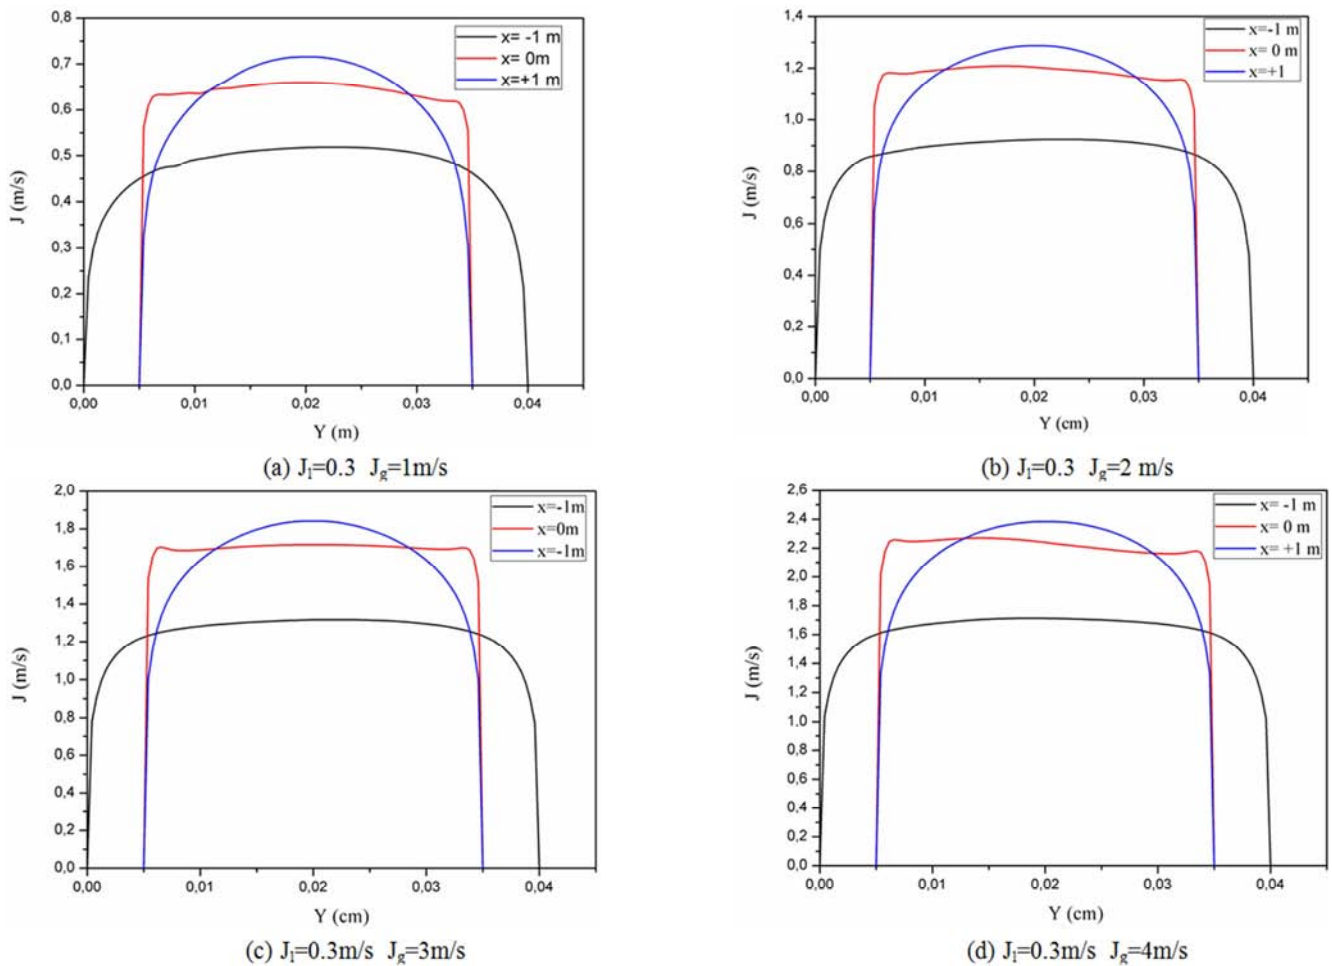 0,8
0,7
0,6
0,5
0,4
0,3
0,2
0,1
0,0
J (m/s)
x= -1 m
x= 0m
x=+1 m
0,00 0,01 0,02 0,03 0,04
Y (m)
(a) Jl=0.3 Jg=1m/s
1,4
1,2
1,0
0,8
0,6
0,4
0,2
0,0
J (m/s)
x=-1 m
x= 0 m
x=+1
0,00 0,01 0,02 0,03 0,04
Y (cm)
(b) Jl=0.3 Jg=2 m/s
2,0
1,8
1,6
1,4
1,2
1,0
0,8
0,6
0,4
0,2
0,0
J (m/s)
x=-1m
x=0m
x=-1m
0,00 0,01 0,02 0,03 0,04
Y (cm)
(c) Jl=0.3m/s Jg=3m/s
2,6
2,4
2,2
2,0
1,8
1,6
1,4
1,2
1,0
0,8
0,6
0,4
0,2
0,0
J (m/s)
x= -1 m
x= 0 m
x= +1 m
0,00 0,01 0,02 0,03 0,04
Y (cm)
(d) Jl=0.3m/s Jg=4m/s